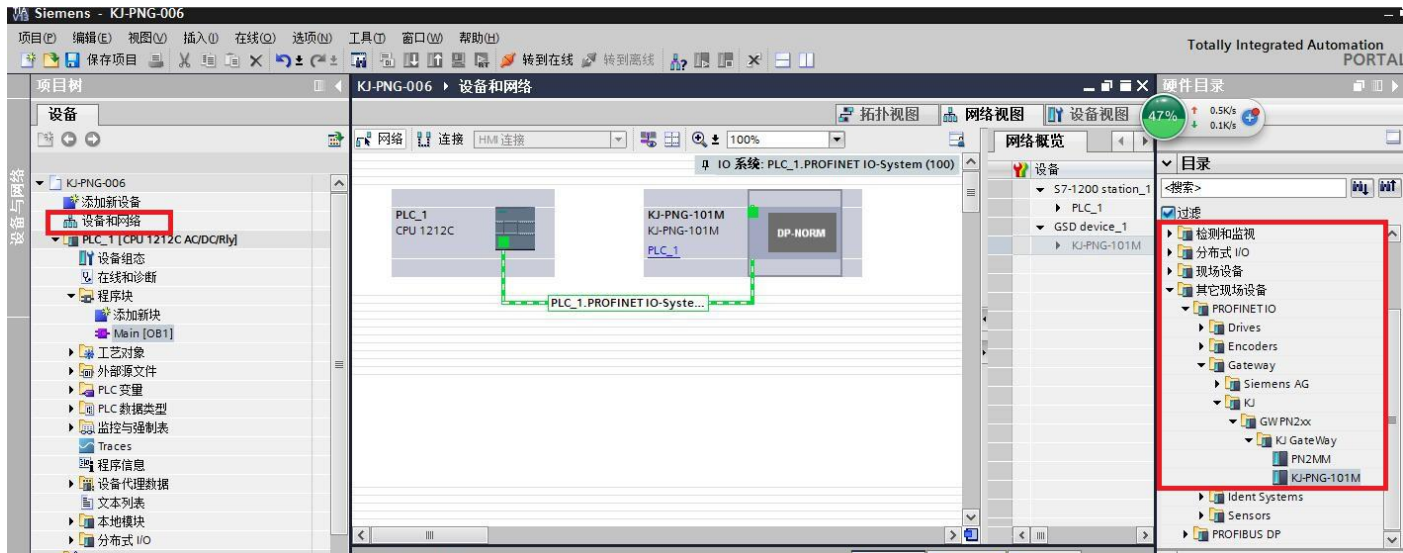 Siemens - KJ-PNG-006
项目(P) 编辑(E) 视图(V) 插入(I) 在线(O) 选项(N) 工具(T) 窗口(W) 帮助(H)
Totally Integrated Automation
PORTAL
保存项目 转到在线 转到离线
项目树
KJ-PNG-006 设备和网络
硬件目录
设备
拓扑视图 网络视图 设备视图
47% 0.5K/s
0.1K/s
网络 连接 HMI 连接 100%
网络概览
IO 系统: PLC_1.PROFINET IO-System (100)
设备与网络
KJ-PNG-006
添加新设备
设备和网络
PLC_1 [CPU 1212C AC/DC/Rly]
设备组态
在线和诊断
程序块
添加新块
Main [OB1]
工艺对象
外部源文件
PLC 变量
PLC 数据类型
监控与强制表
Traces
程序信息
设备代理数据
文本列表
本地模块
分布式 I/O
PLC_1
CPU 1212C
KJ-PNG-101M
KJ-PNG-101M
PLC_1
DP-NORM
PLC_1.PROFINET IO-Syste...
设备
S7-1200 station_1
PLC_1
GSD device_1
KJ-PNG-101M
目录
<搜索>
过滤
检测和监视
分布式 I/O
现场设备
其它现场设备
PROFINET IO
Drives
Encoders
Gateway
Siemens AG
KJ
GW PN2xx
KJ GateWay
PN2MM
KJ-PNG-101M
Ident Systems
Sensors
PROFIBUS DP